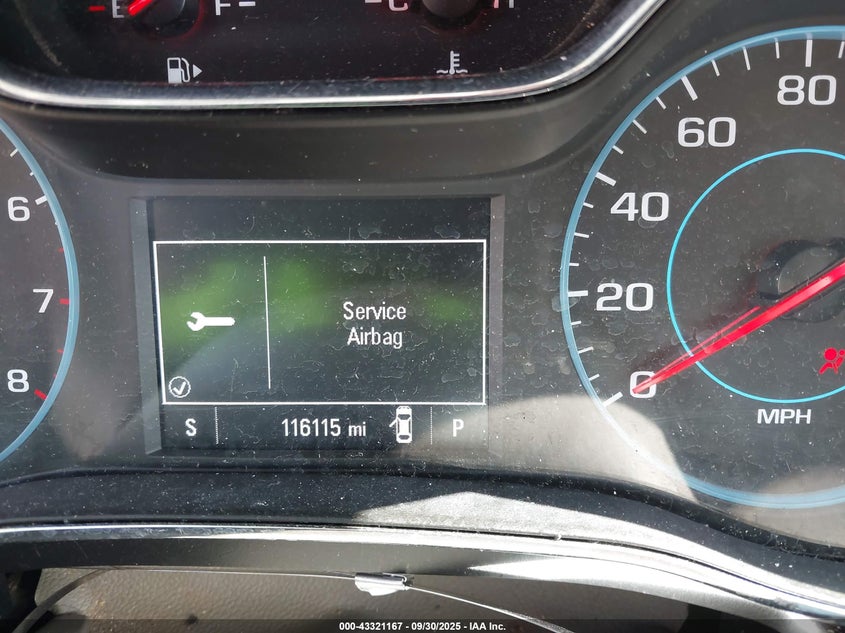 E F C H
60 80
6 40
7 20
8 0
MPH
Service
Airbag
S 116115 mi P
000-43321167 - 09/30/2025 - IAA Inc.